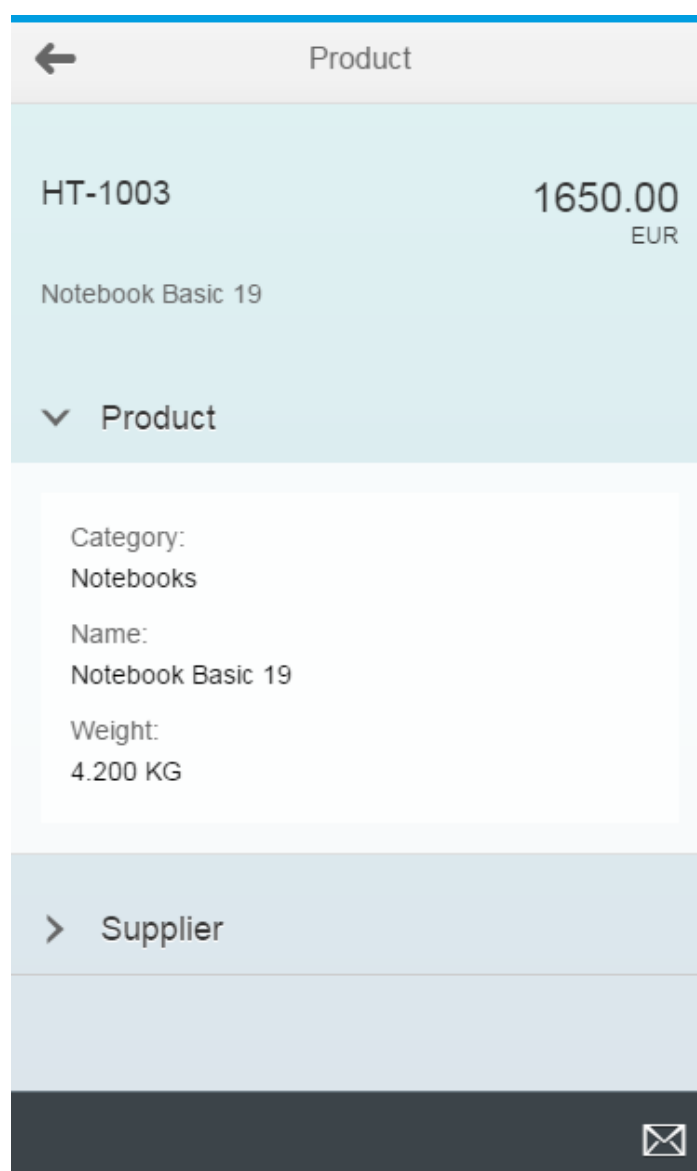 Product
HT-1003
1650.00
EUR
Notebook Basic 19
Product
Category:
Notebooks
Name:
Notebook Basic 19
Weight:
4.200 KG
Supplier